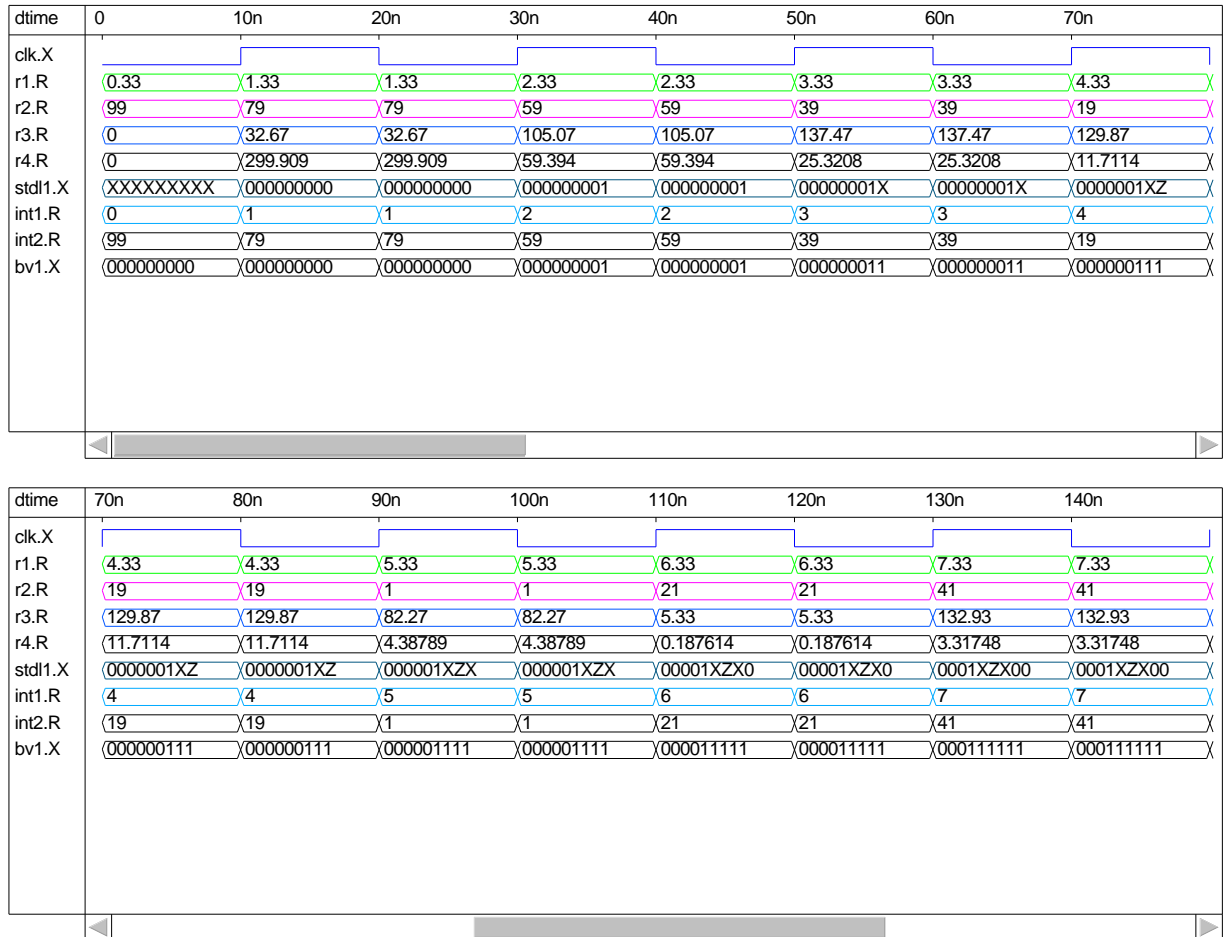 dtime 0 10n 20n 30n 40n 50n 60n 70n
clk.X
r1.R 0.33 1.33 1.33 2.33 2.33 3.33 3.33 4.33
r2.R 99 79 79 59 59 39 39 19
r3.R 0 32.67 32.67 105.07 105.07 137.47 137.47 129.87
r4.R 0 299.909 299.909 59.394 59.394 25.3208 25.3208 11.7114
stdl1.X XXXXXXXXX 000000000 000000000 000000001 000000001 00000001X 00000001X 0000001XZ
int1.R 0 1 1 2 2 3 3 4
int2.R 99 79 79 59 59 39 39 19
bv1.X 000000000 000000000 000000000 000000001 000000001 000000011 000000011 000000111
dtime 70n 80n 90n 100n 110n 120n 130n 140n
clk.X
r1.R 4.33 4.33 5.33 5.33 6.33 6.33 7.33 7.33
r2.R 19 19 1 1 21 21 41 41
r3.R 129.87 129.87 82.27 82.27 5.33 5.33 132.93 132.93
r4.R 11.7114 11.7114 4.38789 4.38789 0.187614 0.187614 3.31748 3.31748
stdl1.X 0000001XZ 0000001XZ 000001XZX 000001XZX 00001XZX0 00001XZX0 0001XZX00 0001XZX00
int1.R 4 4 5 5 6 6 7 7
int2.R 19 19 1 1 21 21 41 41
bv1.X 000000111 000000111 000001111 000001111 000011111 000011111 000111111 000111111